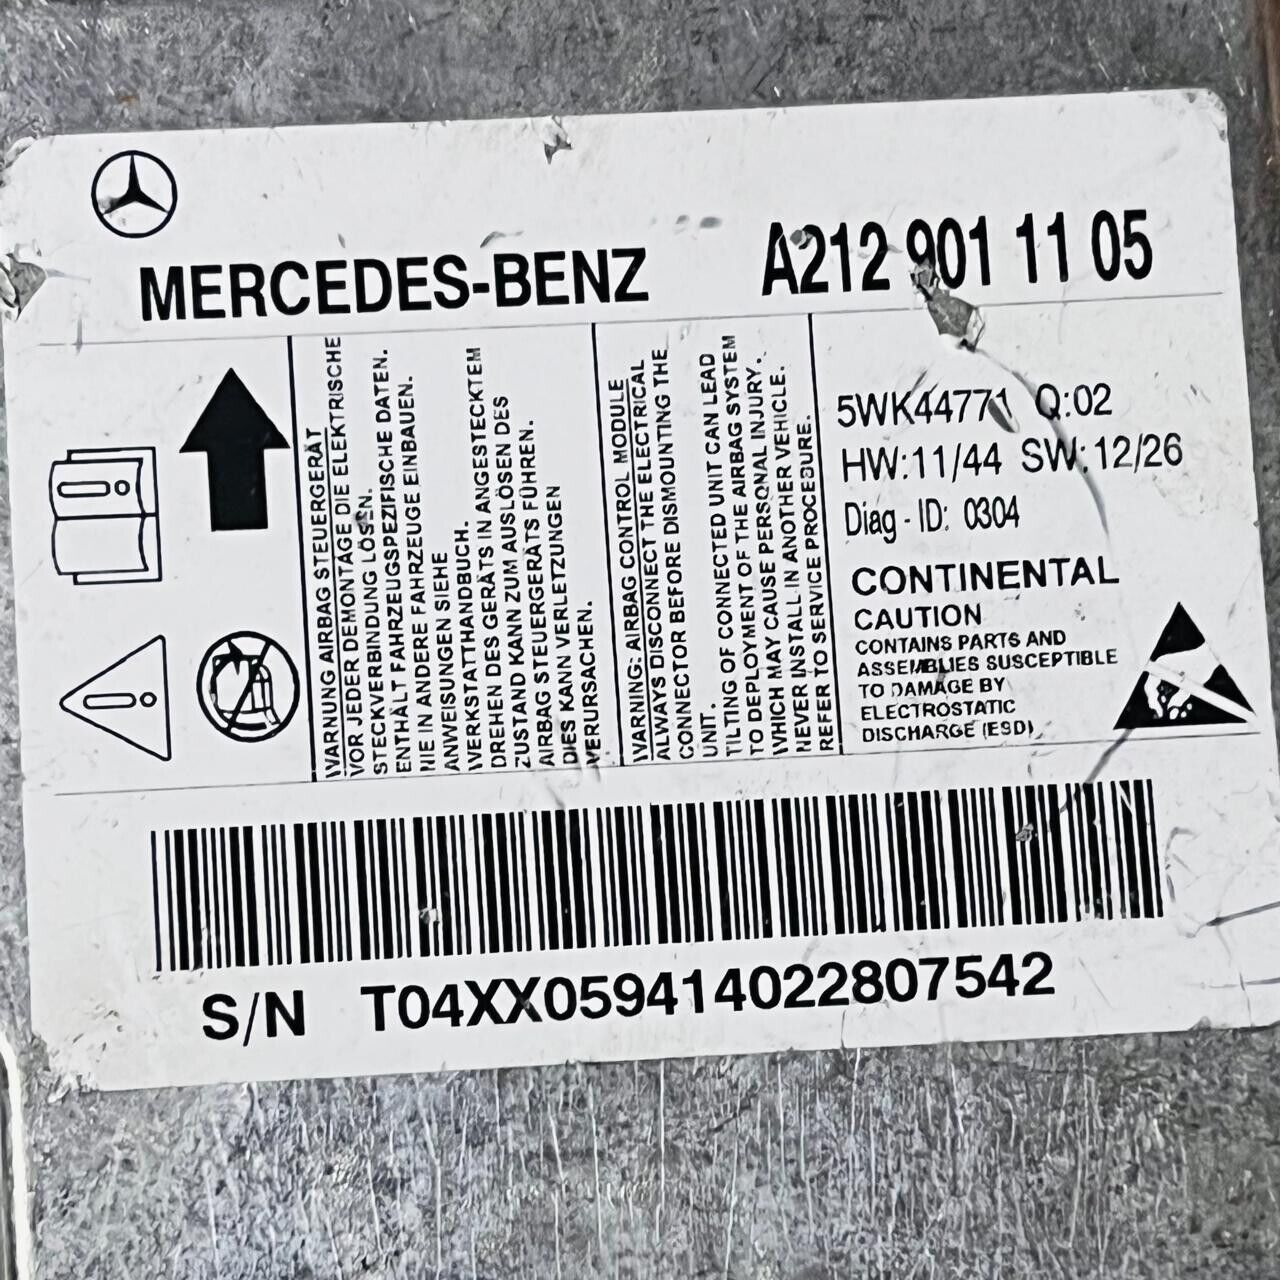 MERCEDES-BENZ
A212 901 11 05
WARNUNG AIRBAG STEUERGERÄT
VOR JEDER DEMONTAGE DIE ELEKTRISCHE
STECKVERBINDUNG LÖSEN.
ENTHÄLT FAHRZEUGSPEZIFISCHE DATEN.
NIE IN ANDERE FAHRZEUGE EINBAUEN.
ANWEISUNGEN SIEHE
WERKSTATTHANDBUCH.
DREHEN DES GERÄTS IN ANGESTECKTEM
ZUSTAND KANN ZUM AUSLÖSEN DES
AIRBAG STEUERGERÄTS FÜHREN.
DIES KANN VERLETZUNGEN
VERURSACHEN.
WARNING: AIRBAG CONTROL MODULE
ALWAYS DISCONNECT THE ELECTRICAL
CONNECTOR BEFORE DISMOUNTING THE
UNIT.
TILTING OF CONNECTED UNIT CAN LEAD
TO DEPLOYMENT OF THE AIRBAG SYSTEM
WHICH MAY CAUSE PERSONAL INJURY.
NEVER INSTALL IN ANOTHER VEHICLE.
REFER TO SERVICE PROCEDURE.
5WK44771 Q:02
HW:11/44 SW:12/26
Diag - ID: 0304
CONTINENTAL
CAUTION
CONTAINS PARTS AND
ASSEMBLIES SUSCEPTIBLE
TO DAMAGE BY
ELECTROSTATIC
DISCHARGE (ESD)
S/N T04XX059414022807542